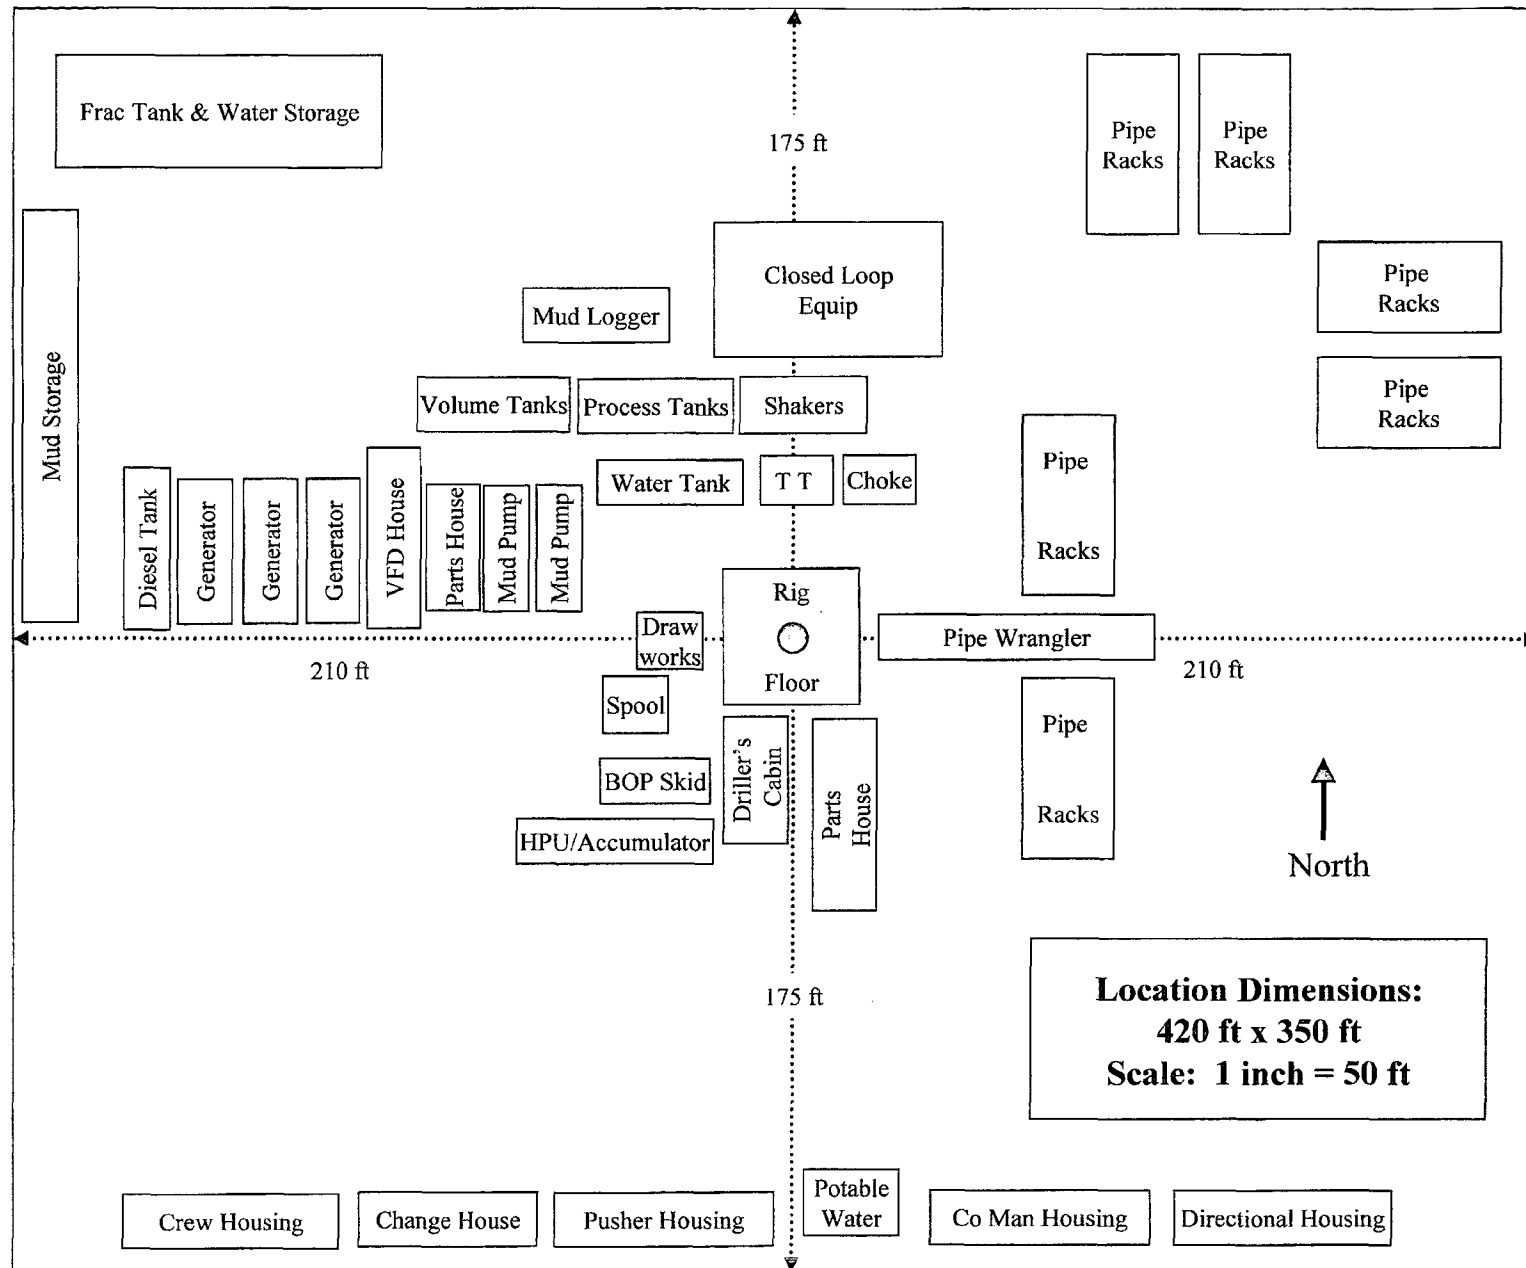 Frac Tank & Water Storage
175 ft
Pipe
Racks
Pipe
Racks
Closed Loop
Equip
Pipe
Racks
Mud Logger
Mud Storage
Volume Tanks
Process Tanks
Shakers
Pipe
Racks
Pipe
Racks
Water Tank
T T
Choke
Diesel Tank
Generator
Generator
Generator
VFD House
Parts House
Mud Pump
Mud Pump
Rig
Floor
Draw
works
Pipe Wrangler
210 ft
210 ft
Spool
Driller's
Cabin
Parts
House
Pipe
Racks
BOP Skid
HPU/Accumulator
North
Location Dimensions:
420 ft x 350 ft
Scale: 1 inch = 50 ft
175 ft
Crew Housing
Change House
Pusher Housing
Potable
Water
Co Man Housing
Directional Housing